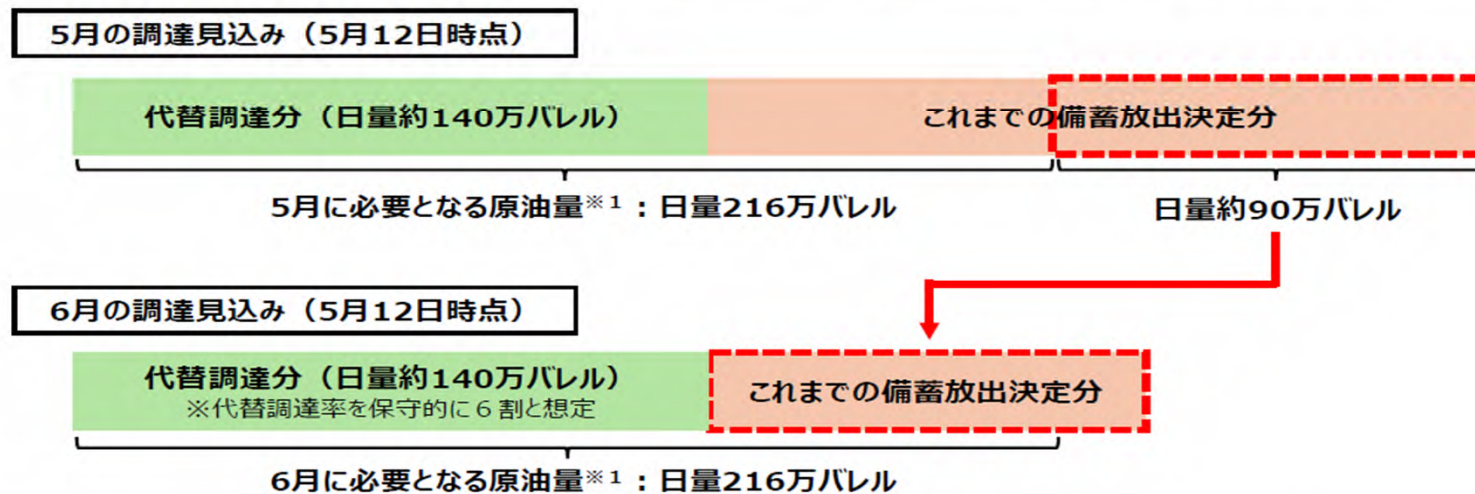 5月の調達見込み（5月12日時点）
代替調達分（日量約140万バレル）
これまでの備蓄放出決定分
5月に必要となる原油量※1：日量216万バレル
日量約90万バレル
6月の調達見込み（5月12日時点）
代替調達分（日量約140万バレル）
※代替調達率を保守的に６割と想定
これまでの備蓄放出決定分
6月に必要となる原油量※1：日量216万バレル